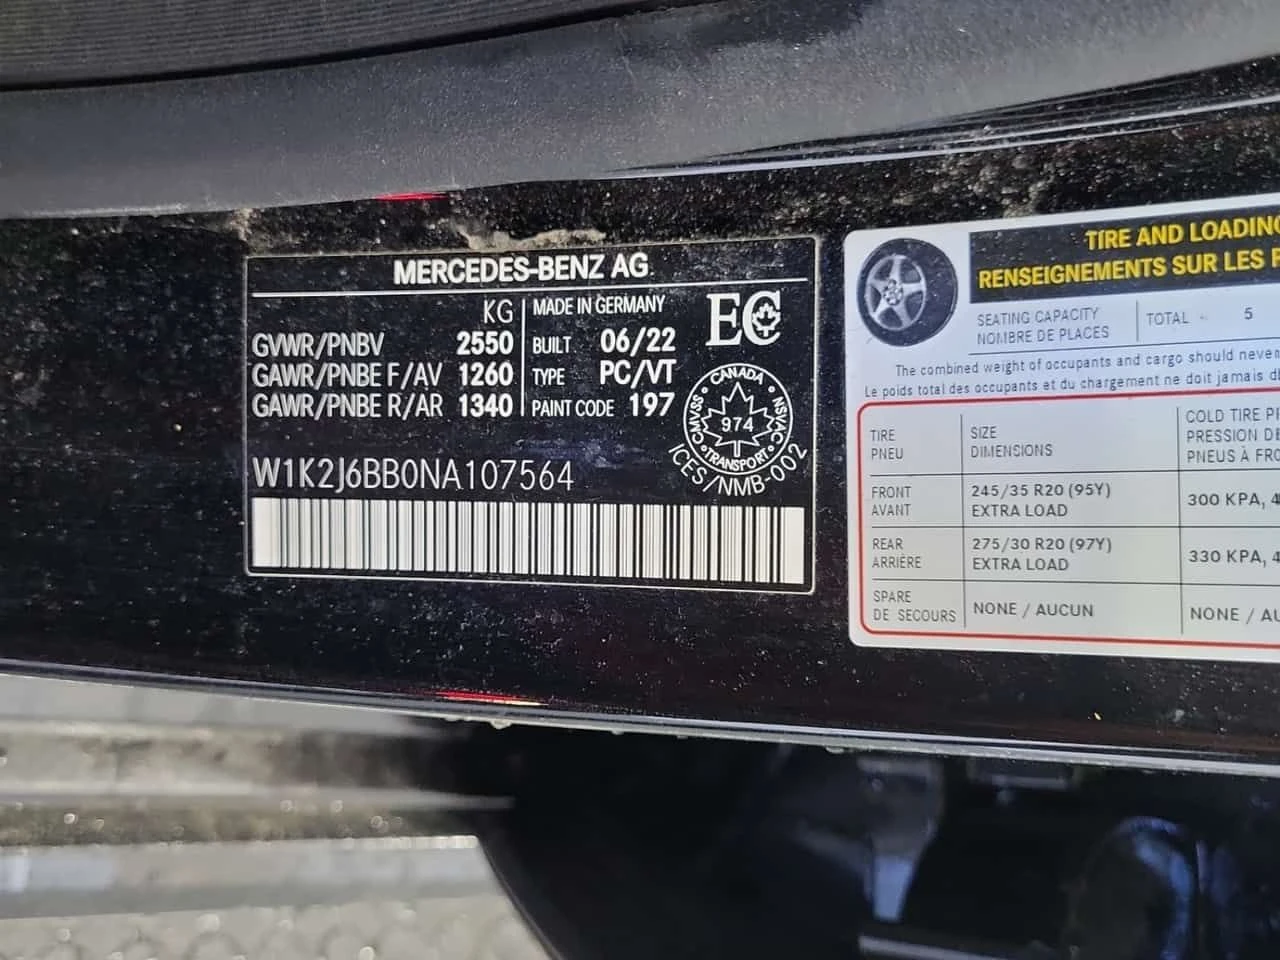 MERCEDES-BENZ AG
KG
GVWR/PNBV 2550
GAWR/PNBE F/AV 1260
GAWR/PNBE R/AR 1340
MADE IN GERMANY
BUILT 06/22
TYPE PC/VT
PAINT CODE 197
EC
CANADA
CMVSS 974 NSVAC
TRANSPORT
ICES/NMB-002
W1K2J6BB0NA107564
TIRE AND LOADING
RENSEIGNEMENTS SUR LES P
SEATING CAPACITY
NOMBRE DE PLACES
TOTAL 5
The combined weight of occupants and cargo should never
Le poids total des occupants et du chargement ne doit jamais d
TIRE
PNEU
SIZE
DIMENSIONS
COLD TIRE P
PRESSION D
PNEUS À FRO
FRONT
AVANT
245/35 R20 (95Y)
EXTRA LOAD
300 KPA, 4
REAR
ARRIÈRE
275/30 R20 (97Y)
EXTRA LOAD
330 KPA, 4
SPARE
DE SECOURS
NONE / AUCUN
NONE / AU